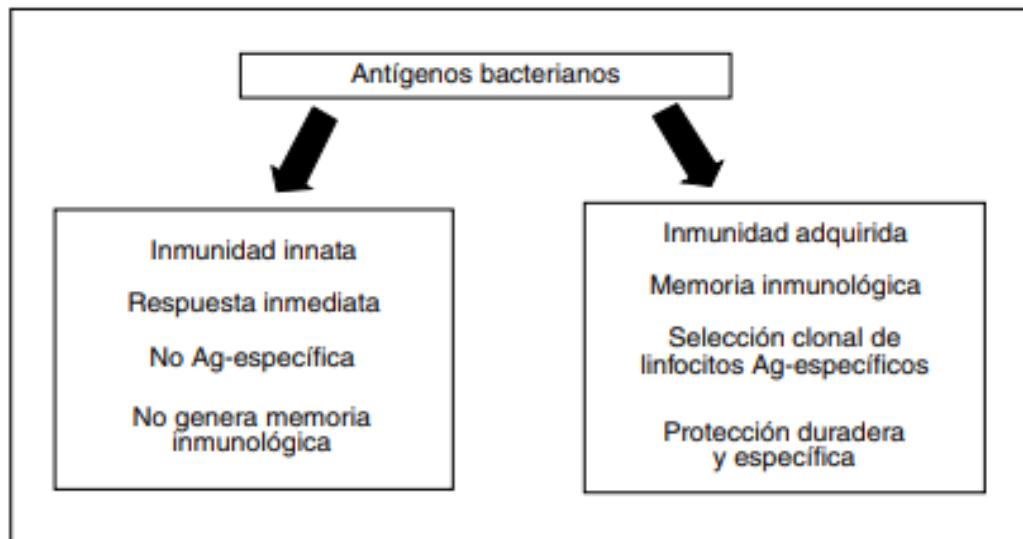 Antígenos bacterianos
Inmunidad innata
Respuesta inmediata
No Ag-específica
No genera memoria
inmunológica
Inmunidad adquirida
Memoria inmunológica
Selección clonal de
linfocitos Ag-específicos
Protección duradera
y específica